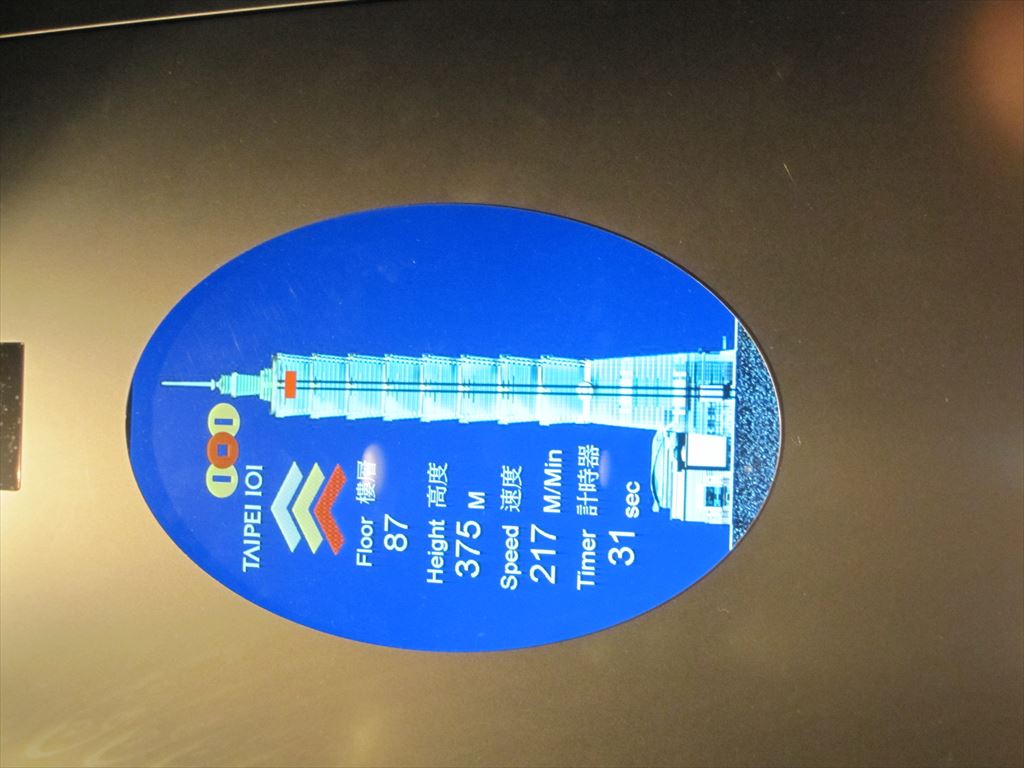 TAIPEI 101
Floor 樓層
87
Height 高度
375 M
Speed 速度
217 M/Min
Timer 計時器
31 sec